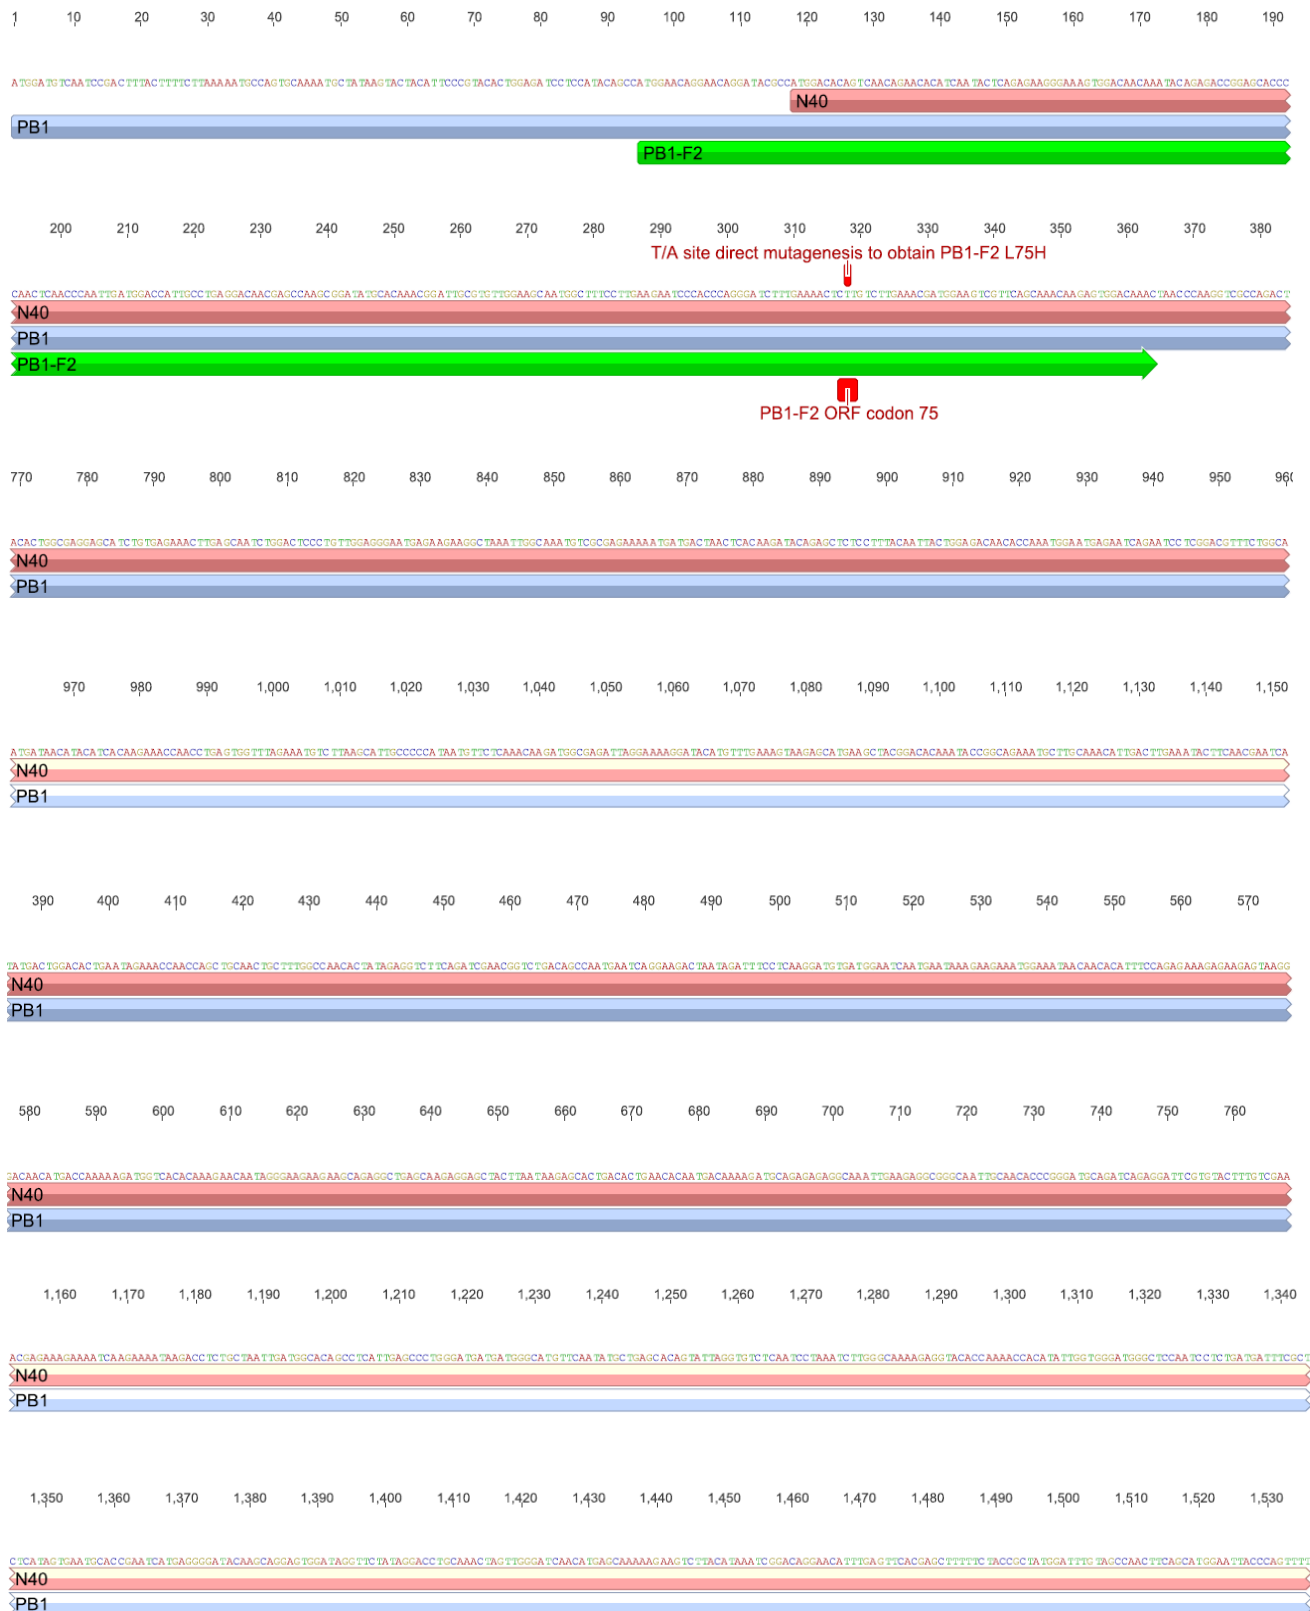 1 10 20 30 40 50 60 70 80 90 100 110 120 130 140 150 160 170 180 190
ATGGATGTCAATCCGACTTTACTTTTCTTAAAAATGCCAGTGCAAAATGCTATAAGTACTACATTCCCGTACACTGGAGATCCTCCATACAGCCATGGAACAGGAACAGGATACGCCATGGACACAGTCAACAGAACACATCAATACTCAGAGAAGGGAAAGTGGACAACAAATACAGAGACCGGAGCACCC
N40
PB1
PB1-F2
200 210 220 230 240 250 260 270 280 290 300 310 320 330 340 350 360 370 380
T/A site direct mutagenesis to obtain PB1-F2 L75H
CAACTCAACCCAATTGATGGACCATTGCCTGAGGACAACGAGCCAAGCGGATATGCACAAACGGATTGCGTGTTGGAAGCAATGGCTTTCCTTGAAGAATCCCACCCAGGGATCTTTGAAAACTCTTGTCTTGAAACGATGGAAGTCGTTCAGCAAACAAGAGTGGACAAACTAACCCAAGGTCGCCAGACT
N40
PB1
PB1-F2
PB1-F2 ORF codon 75
770 780 790 800 810 820 830 840 850 860 870 880 890 900 910 920 930 940 950 960
ACACTGGCGAGGAGCATCTGTGAGAAACTTGAGCAATCTGGACTCCCTGTTGGAGGGAATGAGAAGAAGGCTAAATTGGCAAATGTCGCGAGAAAAATGATGACTAACTCACAAGATACAGAGCTCTCCTTTACAATTACTGGAGACAACACCAAATGGAATGAGAATCAGAATCCTCGGACGTTTCTGGCA
N40
PB1
970 980 990 1,000 1,010 1,020 1,030 1,040 1,050 1,060 1,070 1,080 1,090 1,100 1,110 1,120 1,130 1,140 1,150
ATGATAACATACATCACAAGAAACCAACCTGAGTGGTTTAGAAATGTCTTAAGCATTGCCCCCATAATGTTCTCAAACAAGATGGCGAGATTAGGAAAAGGATACATGTTTGAAAGTAAGAGCATGAAGCTACGGACACAAATACCGGCAGAAATGCTTGCAAACATTGACTTGAAATACTTCAACGAATCA
N40
PB1
390 400 410 420 430 440 450 460 470 480 490 500 510 520 530 540 550 560 570
TATGACTGGACACTGAATAGAAACCAACCAGCTGCAACTGCTTTGGCCAACACTATAGAGGTCTTCAGATCGAACGGTCTGACAGCCAATGAATCAGGAAGACTAATAGATTTCCTCAAGGATGTGATGGAATCAATGAATAAAGAAGAAATGGAAATAACAACACATTTCCAGAGAAAGAGAAGAGTAAGG
N40
PB1
580 590 600 610 620 630 640 650 660 670 680 690 700 710 720 730 740 750 760
GACAACATGACCAAAAAGATGGTCACACAAAGAACAATAGGGAAGAAGAAGCAGAGGCTGAGCAAGAGGAGCTACTTAATAAGAGCACTGACACTGAACACAATGACAAAAGATGCAGAGAGAGGCAAATTGAAGAGGCGGGCAATTGCAACACCCGGGATGCAGATCAGAGGATTCGTGTACTTTGTCGAA
N40
PB1
1,160 1,170 1,180 1,190 1,200 1,210 1,220 1,230 1,240 1,250 1,260 1,270 1,280 1,290 1,300 1,310 1,320 1,330 1,340
ACGAGAAAGAAAATCAAGAAAATAAGACCTCTGCTAATTGATGGCACAGCCTCATTGAGCCCTGGGATGATGATGGGCATGTTCAATATGCTGAGCACAGTATTAGGTGTCTCAATCCTAAATCTTGGGCAAAAGAGGTACACCAAAACCACATATTGGTGGGATGGGCTCCAATCCTCTGATGATTTCGCT
N40
PB1
1,350 1,360 1,370 1,380 1,390 1,400 1,410 1,420 1,430 1,440 1,450 1,460 1,470 1,480 1,490 1,500 1,510 1,520 1,530
CTCATAGTGAATGCACCGAATCATGAGGGGATACAAGCAGGAGTGGATAGGTTCTATAGGACCTGCAAACTAGTTGGGATCAACATGAGCAAAAAGAAGTCTTACATAAATCGGACAGGAACATTTGAGTTCACGAGCTTTTTCTACCGCTATGGATTTGTAGCCAACTTCAGCATGGAATTACCCAGTTTT
N40
PB1